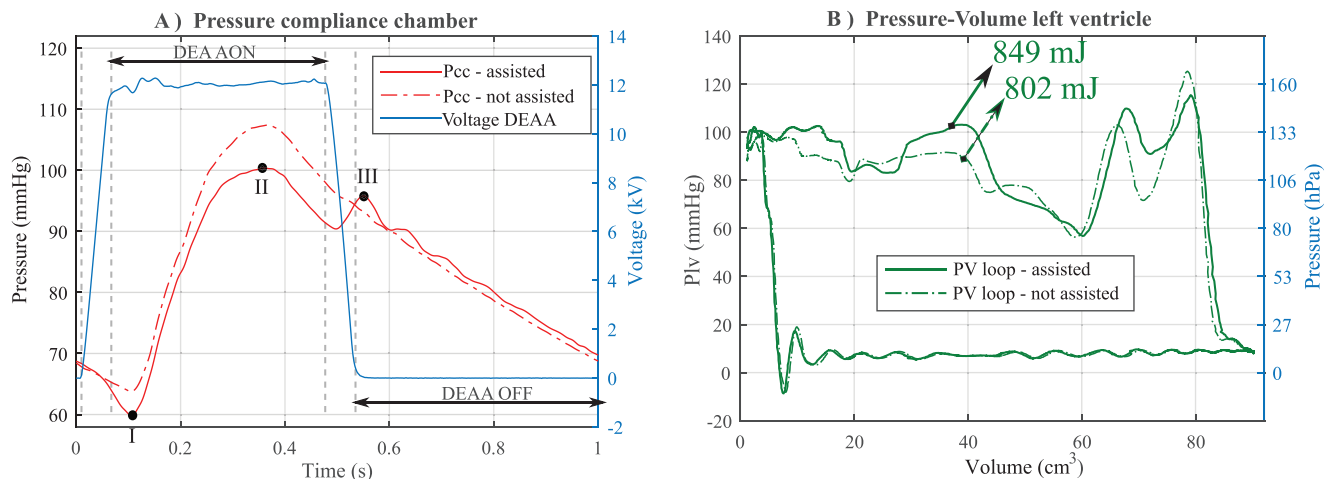 A ) Pressure compliance chamber
120
110
100
90
80
70
60
Pressure (mmHg)
DEA AON
Pcc - assisted
Pcc - not assisted
Voltage DEAA
I
II
III
DEAA OFF
14
12
10
8
6
4
2
0
-2
Voltage (kV)
0 0.2 0.4 0.6 0.8 1
Time (s)
B ) Pressure-Volume left ventricle
140
120
100
80
60
40
20
0
-20
Plv (mmHg)
849 mJ
802 mJ
PV loop - assisted
PV loop - not assisted
160
133
106
80
53
27
0
Pressure (hPa)
1 20 40 60 80
Volume (cm3)